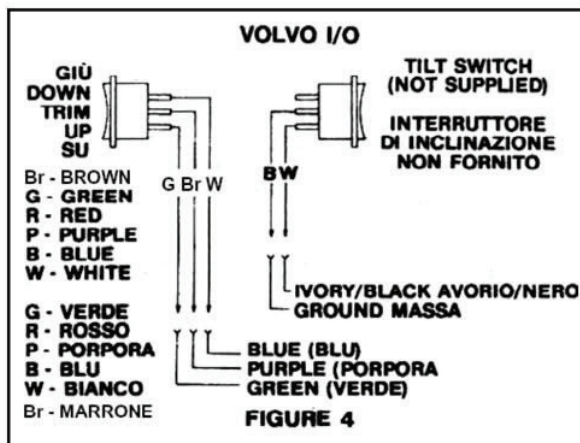 VOLVO I/O
GIÙ
DOWN
TRIM
UP
SU
TILT SWITCH
(NOT SUPPLIED)
INTERRUTTORE
DI INCLINAZIONE
NON FORNITO
Br - BROWN
G - GREEN
R - RED
P - PURPLE
B - BLUE
W - WHITE
G Br W
B W
G - VERDE
R - ROSSO
P - PORPORA
B - BLU
W - BIANCO
Br - MARRONE
IVORY/BLACK AVORIO/NERO
GROUND MASSA
BLUE (BLU)
PURPLE (PORPORA
GREEN (VERDE)
FIGURE 4